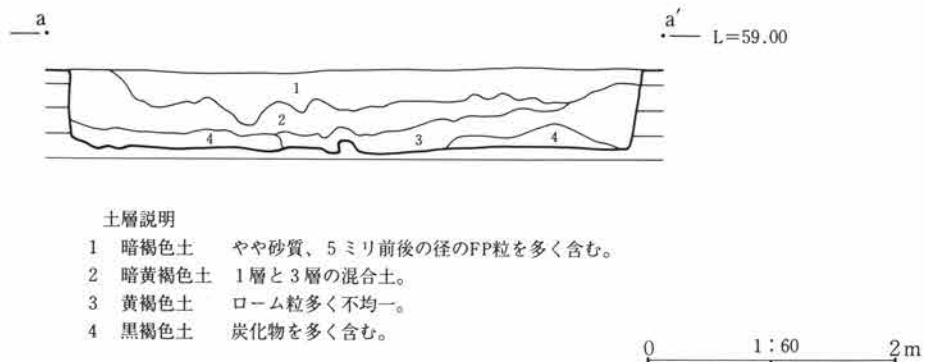 a a′ L=59.00
1
2
4 3 4
土層説明
1 暗褐色土 やや砂質、5ミリ前後の径のFP粒を多く含む。
2 暗黄褐色土 1層と3層の混合土。
3 黄褐色土 ローム粒多く不均一。
4 黒褐色土 炭化物を多く含む。
0 1:60 2m